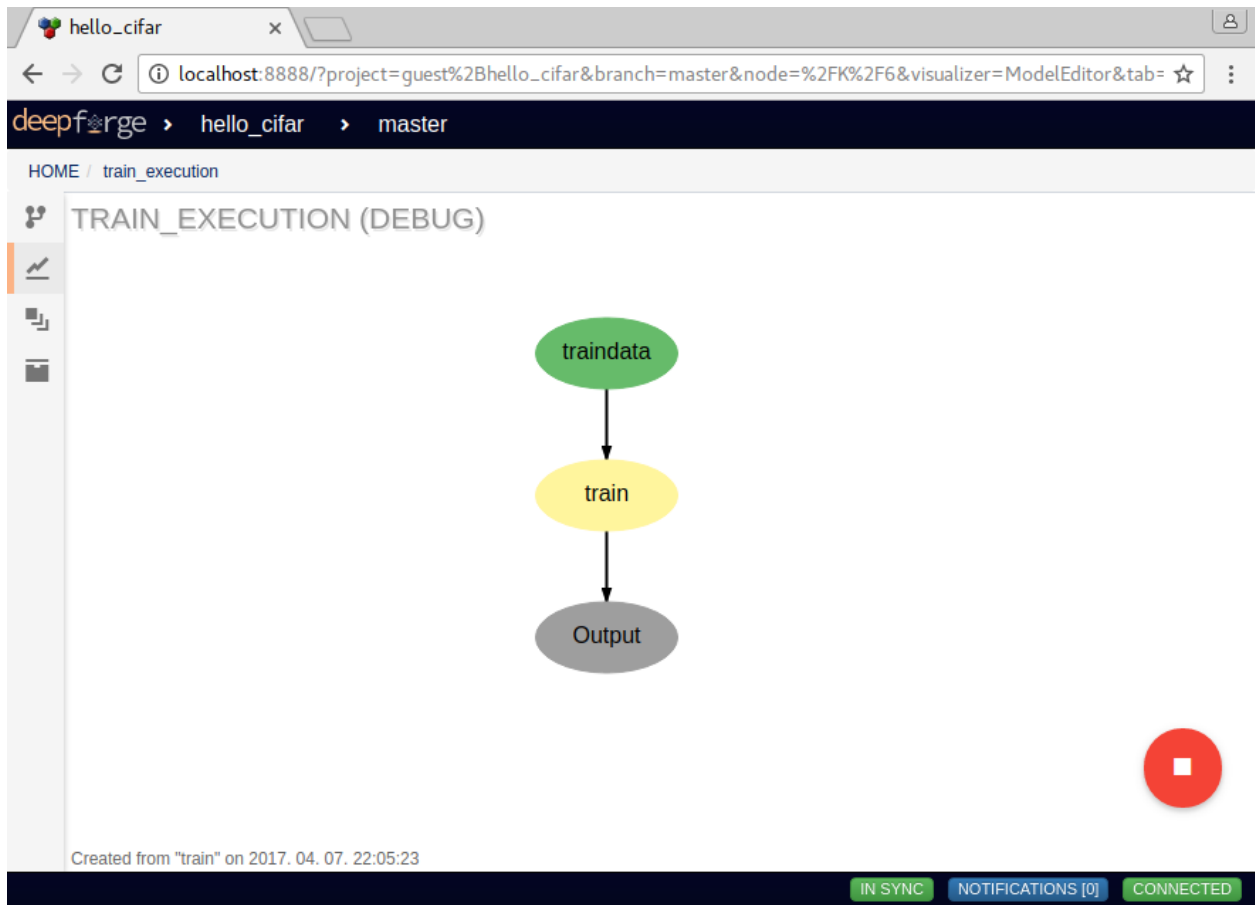 hello_cifar
localhost:8888/?project=guest%2Bhello_cifar&branch=master&node=%2FK%2F6&visualizer=ModelEditor&tab=
deepforge › hello_cifar › master
HOME / train_execution
TRAIN_EXECUTION (DEBUG)
traindata
train
Output
Created from "train" on 2017. 04. 07. 22:05:23
IN SYNC NOTIFICATIONS [0] CONNECTED